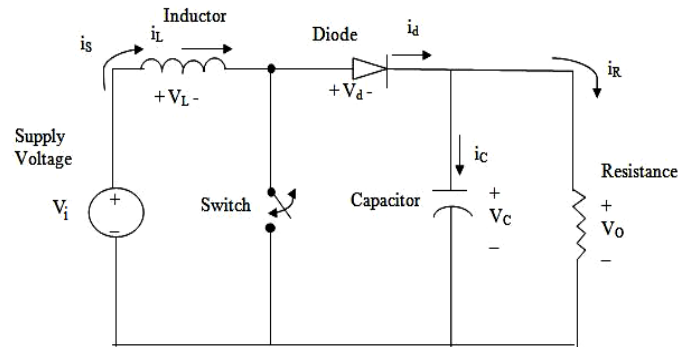 Inductor
i_S
i_L
Diode
i_d
i_R
+V_L-
+V_d-
Supply
Voltage
i_C
Resistance
V_i
+
-
Switch
Capacitor
+
V_C
-
+
V_O
-